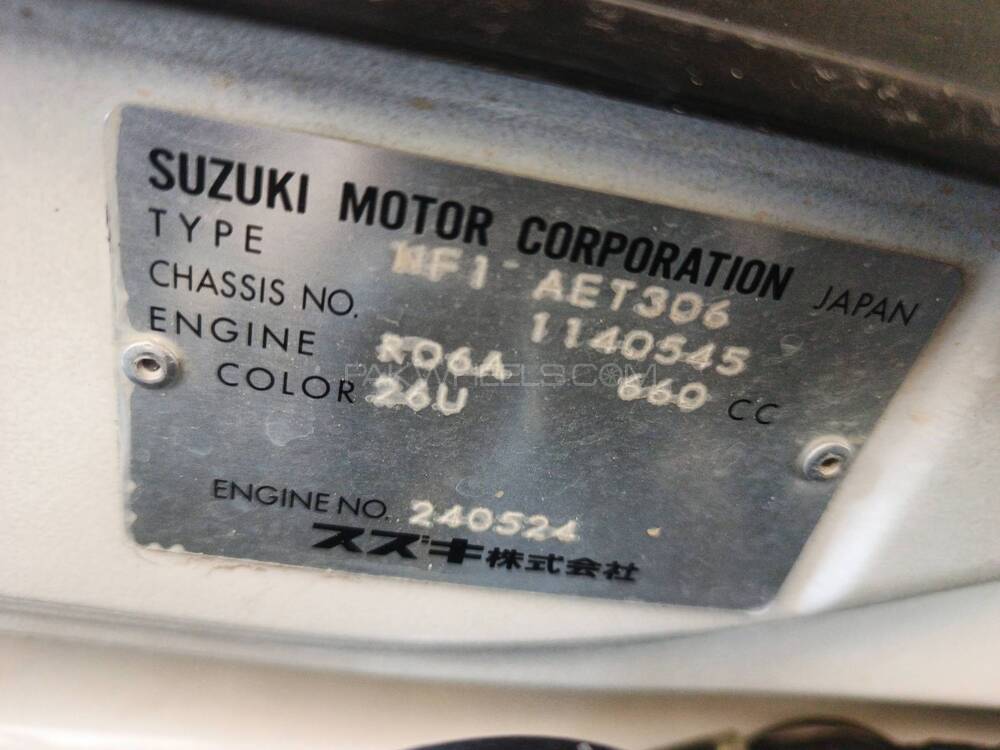 SUZUKI MOTOR CORPORATION JAPAN
TYPE AET306
CHASSIS NO. 1140545
ENGINE R06A 660 CC
COLOR 26U
ENGINE NO. 240524
スズキ株式会社
PAKWHEELS.COM